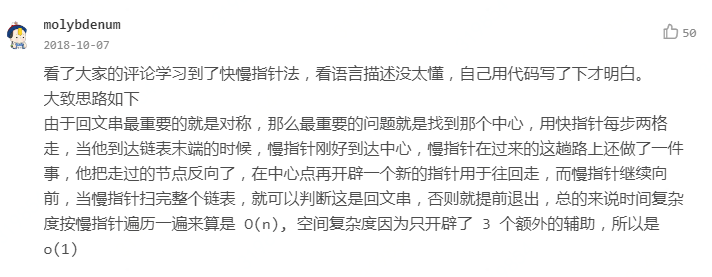 molybdenum
2018-10-07
50
看了大家的评论学习到了快慢指针法，看语言描述没太懂，自己用代码写了下才明白。
大致思路如下
由于回文串最重要的就是对称，那么最重要的问题就是找到那个中心，用快指针每步两格
走，当他到达链表末端的时候，慢指针刚好到达中心，慢指针在过来的这趟路上还做了一件
事，他把走过的节点反向了，在中心点再开辟一个新的指针用于往回走，而慢指针继续向
前，当慢指针扫完整个链表，就可以判断这是回文串，否则就提前退出，总的来说时间复杂
度按慢指针遍历一遍来算是 O(n), 空间复杂度因为只开辟了 3 个额外的辅助，所以是
o(1)